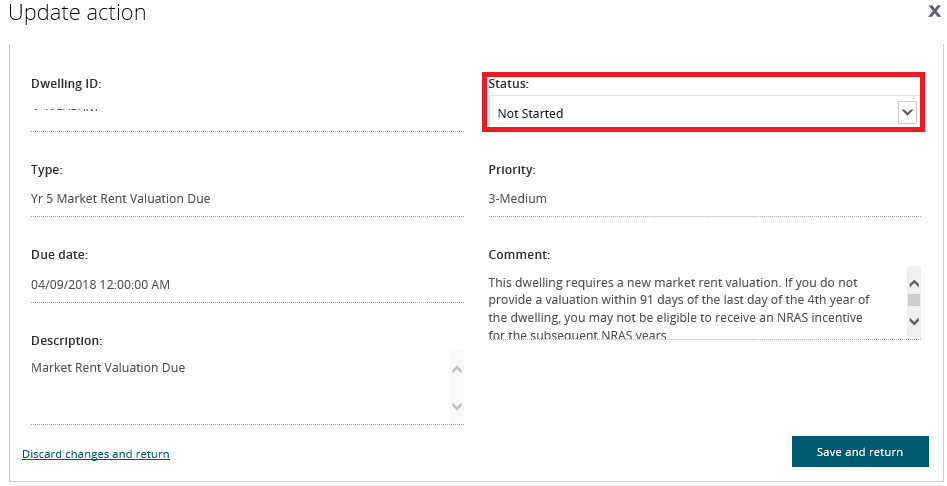 Update action
X
Dwelling ID:
Status:
Not Started
Type:
Priority:
Yr 5 Market Rent Valuation Due
3-Medium
Due date:
Comment:
04/09/2018 12:00:00 AM
This dwelling requires a new market rent valuation. If you do not
provide a valuation within 91 days of the last day of the 4th year of
the dwelling, you may not be eligible to receive an NRAS incentive
for the subsequent NRAS years
Description:
Market Rent Valuation Due
Discard changes and return
Save and return